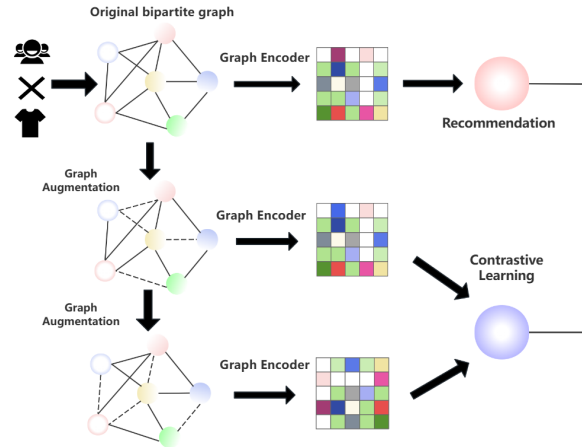 Original bipartite graph
Graph Encoder
Recommendation
Graph
Augmentation
Graph Encoder
Contrastive
Learning
Graph
Augmentation
Graph Encoder